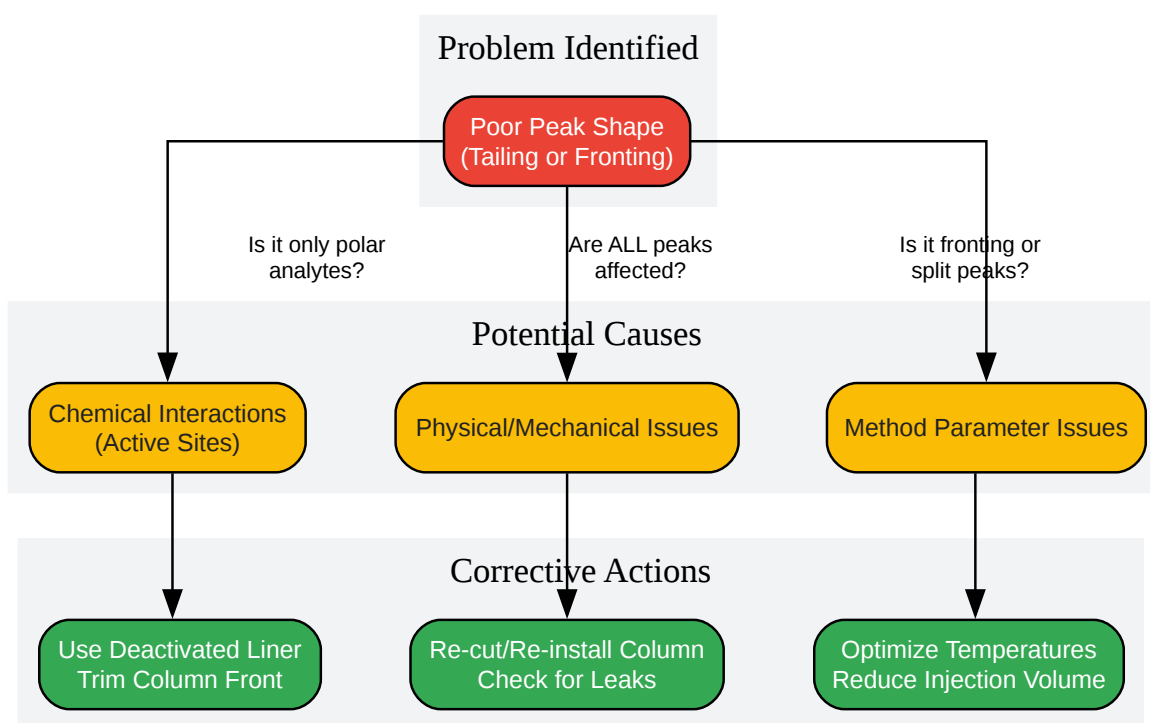 Problem Identified
Poor Peak Shape
(Tailing or Fronting)
Is it only polar
analytes?
Are ALL peaks
affected?
Is it fronting or
split peaks?
Potential Causes
Chemical Interactions
(Active Sites)
Physical/Mechanical Issues
Method Parameter Issues
Corrective Actions
Use Deactivated Liner
Trim Column Front
Re-cut/Re-install Column
Check for Leaks
Optimize Temperatures
Reduce Injection Volume